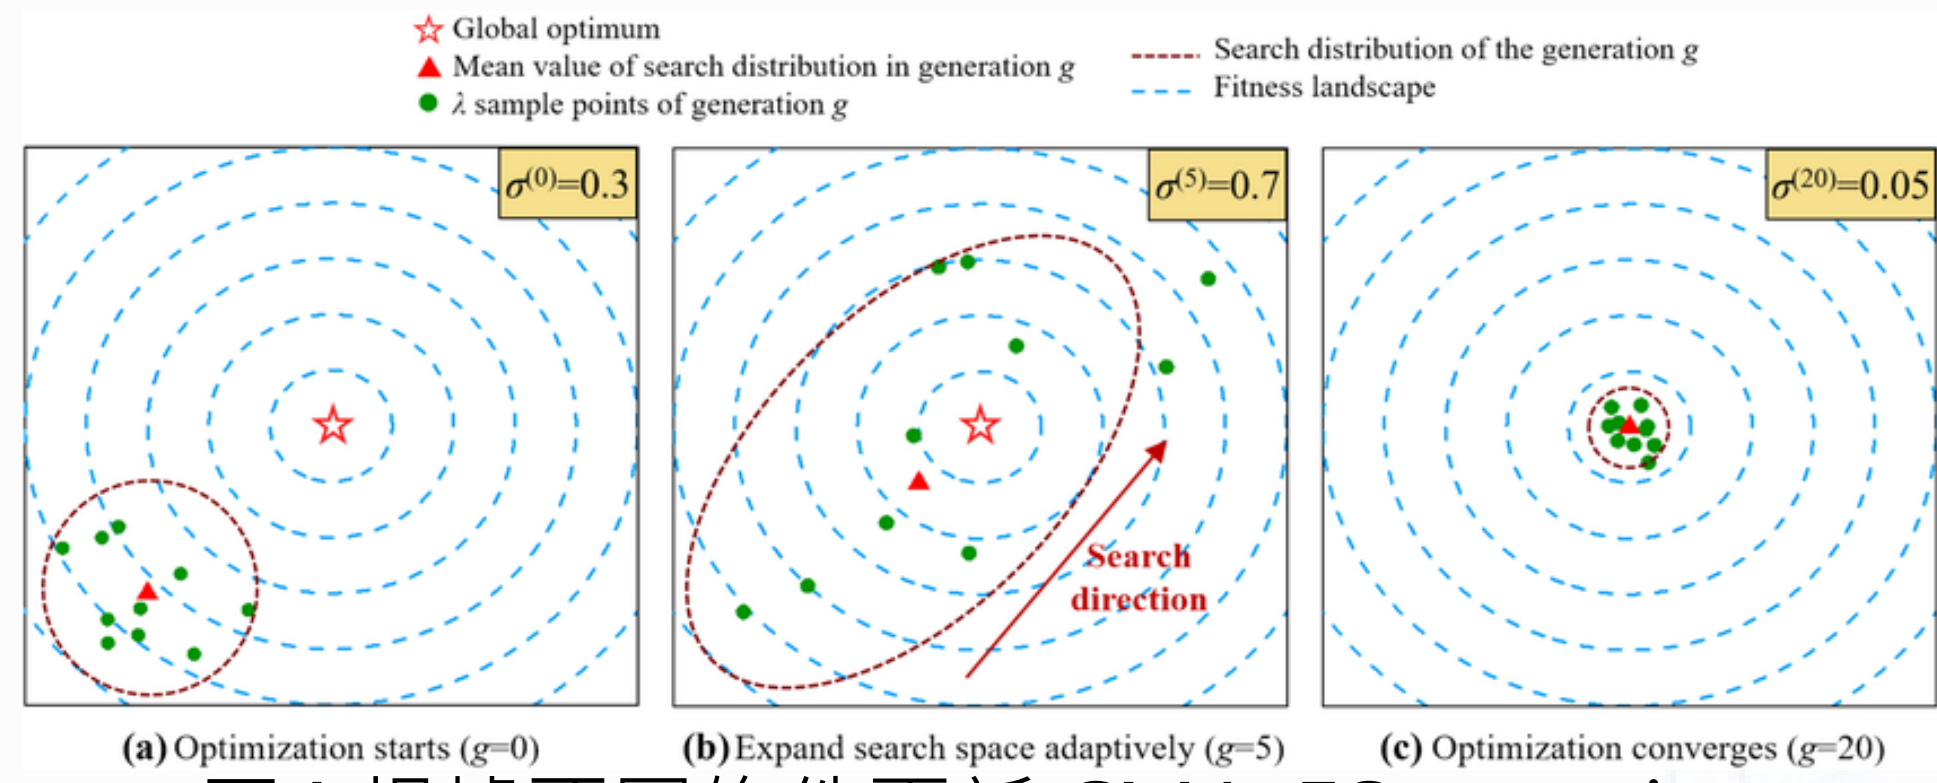 Global optimum
Mean value of search distribution in generation g
λ sample points of generation g
Search distribution of the generation g
Fitness landscape
σ(0)=0.3
σ(5)=0.7
σ(20)=0.05
Search
direction
(a) Optimization starts (g=0)
(b) Expand search space adaptively (g=5)
(c) Optimization converges (g=20)